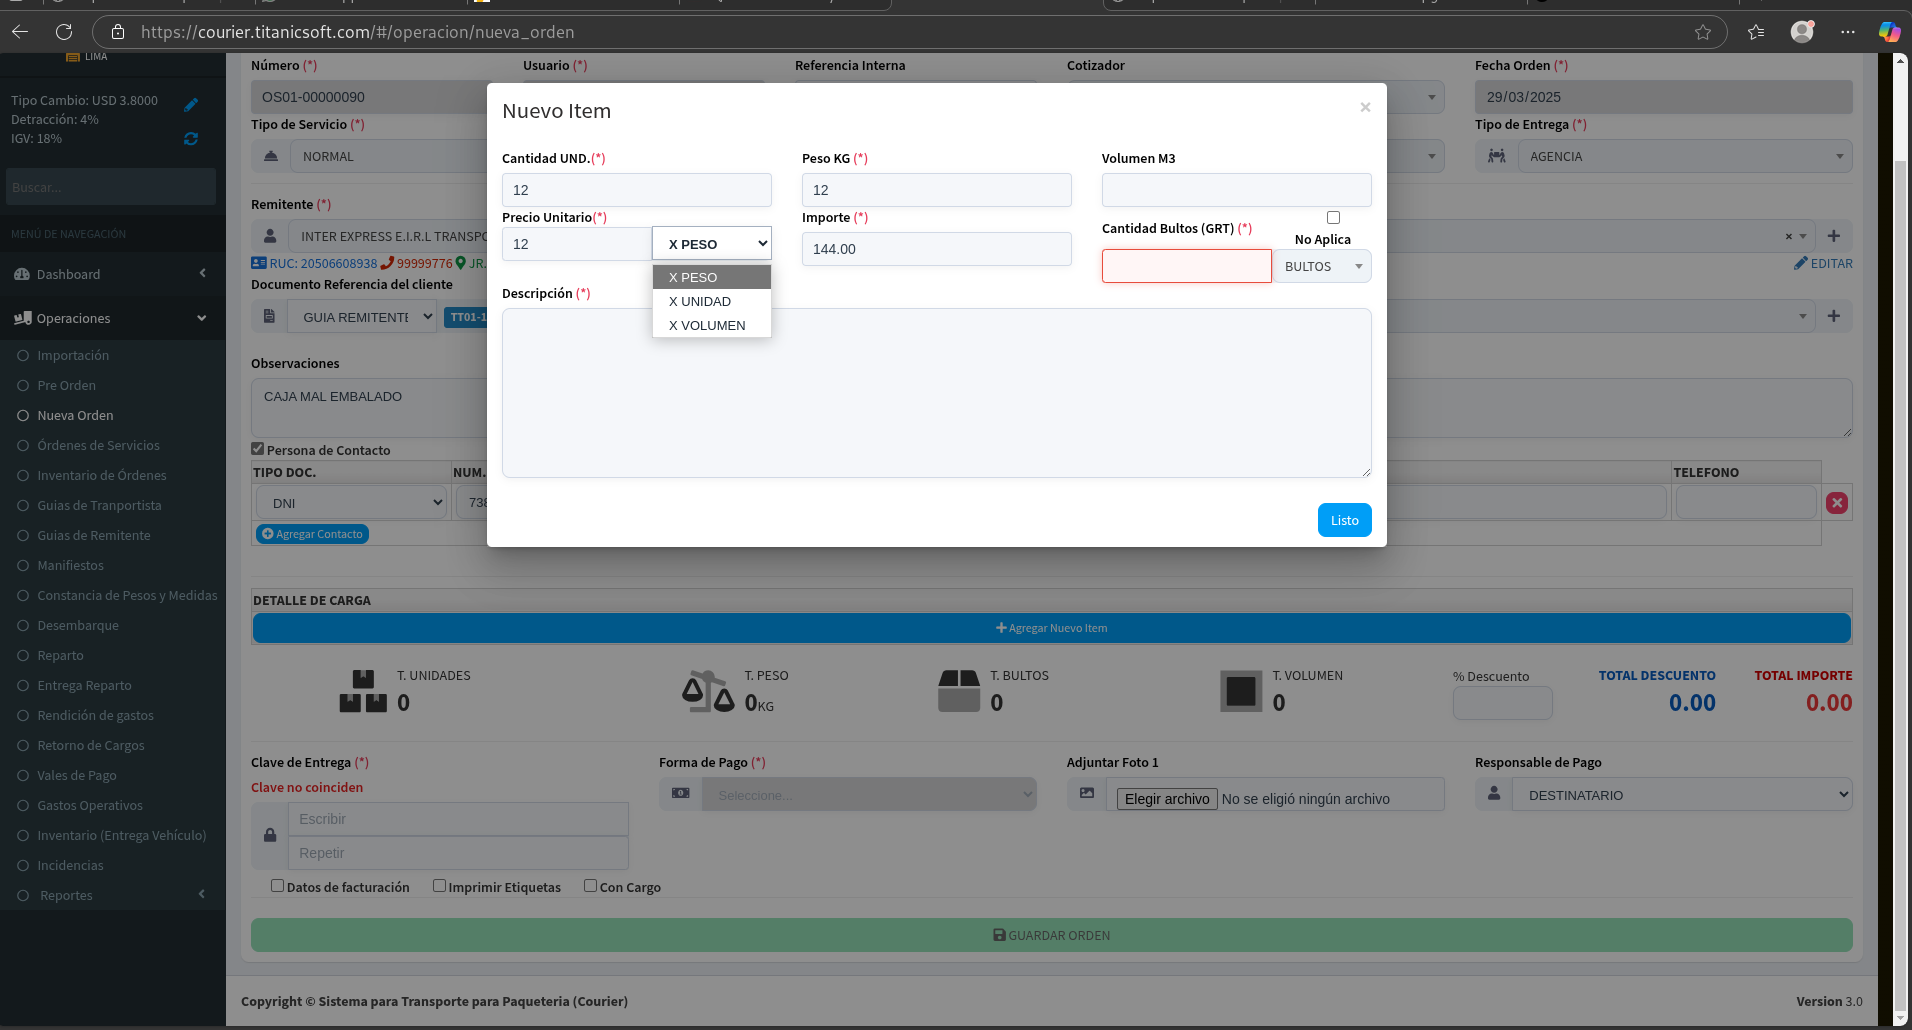 https://courier.titanicsoft.com/#/operacion/nueva_orden
LIMA
Tipo Cambio: USD 3.8000
Detracción: 4%
IGV: 18%
Buscar...
MENÚ DE NAVEGACIÓN
Dashboard
Operaciones
Importación
Pre Orden
Nueva Orden
Órdenes de Servicios
Inventario de Órdenes
Guias de Tranportista
Guias de Remitente
Manifiestos
Constancia de Pesos y Medidas
Desembarque
Reparto
Entrega Reparto
Rendición de gastos
Retorno de Cargos
Vales de Pago
Gastos Operativos
Inventario (Entrega Vehículo)
Incidencias
Reportes
Número (*)
Usuario (*)
Referencia Interna
Cotizador
Fecha Orden (*)
OS01-00000090
29/03/2025
Tipo de Servicio (*)
Tipo de Entrega (*)
NORMAL
AGENCIA
Remitente (*)
INTER EXPRESS E.I.R.L TRANSPO
RUC: 20506608938 99999776 JR.
EDITAR
Documento Referencia del cliente
GUIA REMITENTE
TT01-1
Observaciones
CAJA MAL EMBALADO
Persona de Contacto
TIPO DOC.
NUM.
TELEFONO
DNI
738
Agregar Contacto
Nuevo Item
×
Cantidad UND.(*)
Peso KG (*)
Volumen M3
12
12
Precio Unitario(*)
Importe (*)
Cantidad Bultos (GRT) (*)
No Aplica
12
X PESO
144.00
BULTOS
X PESO
X UNIDAD
X VOLUMEN
Descripción (*)
Listo
DETALLE DE CARGA
Agregar Nuevo Item
T. UNIDADES
0
T. PESO
0KG
T. BULTOS
0
T. VOLUMEN
0
% Descuento
TOTAL DESCUENTO
0.00
TOTAL IMPORTE
0.00
Clave de Entrega (*)
Forma de Pago (*)
Adjuntar Foto 1
Responsable de Pago
Clave no coinciden
Escribir
Repetir
Seleccione...
Elegir archivo No se eligió ningún archivo
DESTINATARIO
Datos de facturación
Imprimir Etiquetas
Con Cargo
GUARDAR ORDEN
Copyright © Sistema para Transporte para Paqueteria (Courier)
Version 3.0